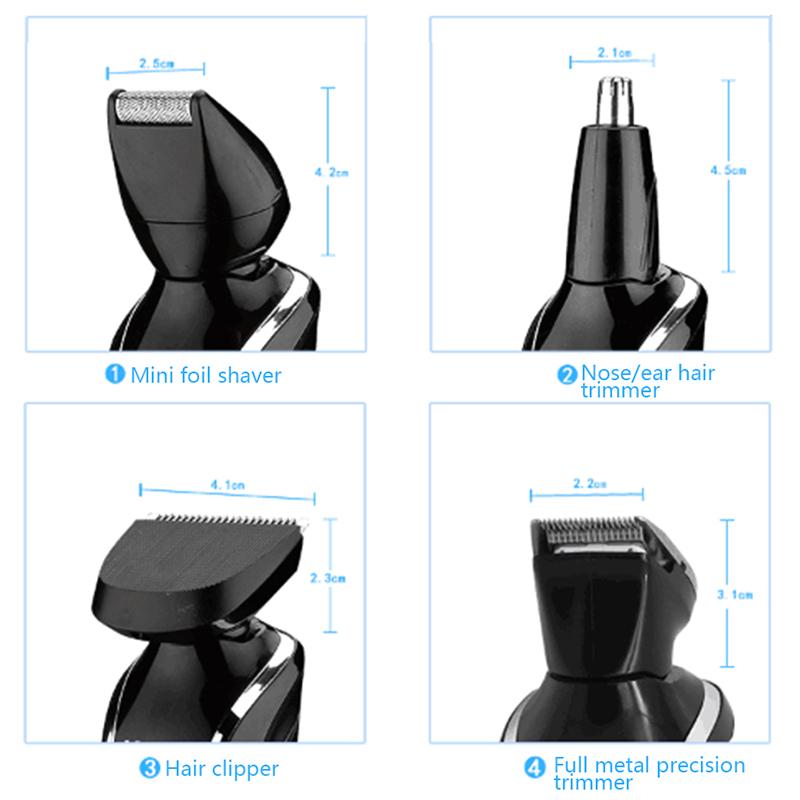 2.5cm
4.2cm
① Mini foil shaver
2.1cm
4.5cm
② Nose/ear hair
trimmer
4.1cm
2.3cm
③ Hair clipper
2.2cm
3.1cm
④ Full metal precision
trimmer